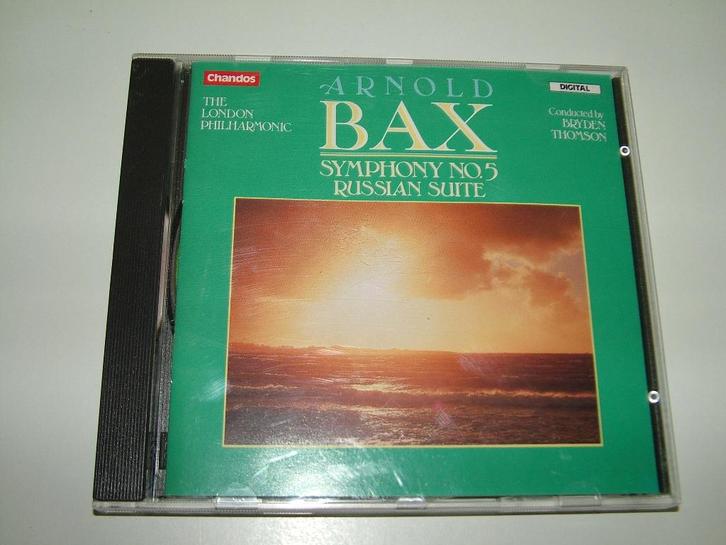 Chandos
THE
LONDON
PHILHARMONIC
ARNOLD
BAX
SYMPHONY NO.5
RUSSIAN SUITE
DIGITAL
Conducted by
BRYDEN
THOMSON